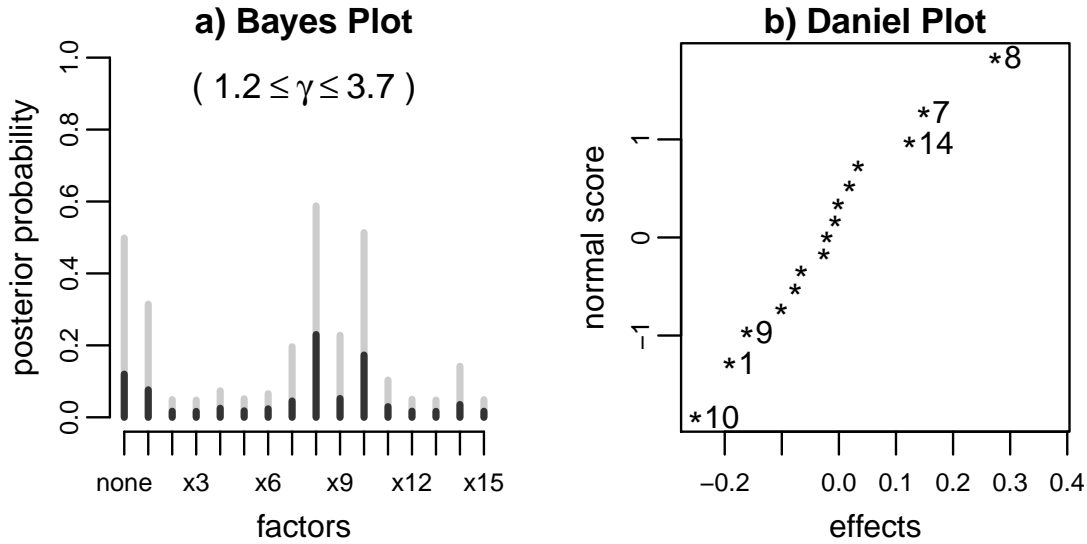 a) Bayes Plot
( 1.2 ≤ γ ≤ 3.7 )
posterior probability
1.0
0.8
0.6
0.4
0.2
0.0
none x3 x6 x9 x12 x15
factors
b) Daniel Plot
normal score
1
0
−1
*8
*7
*14
*9
*1
*10
−0.2 0.0 0.1 0.2 0.3 0.4
effects